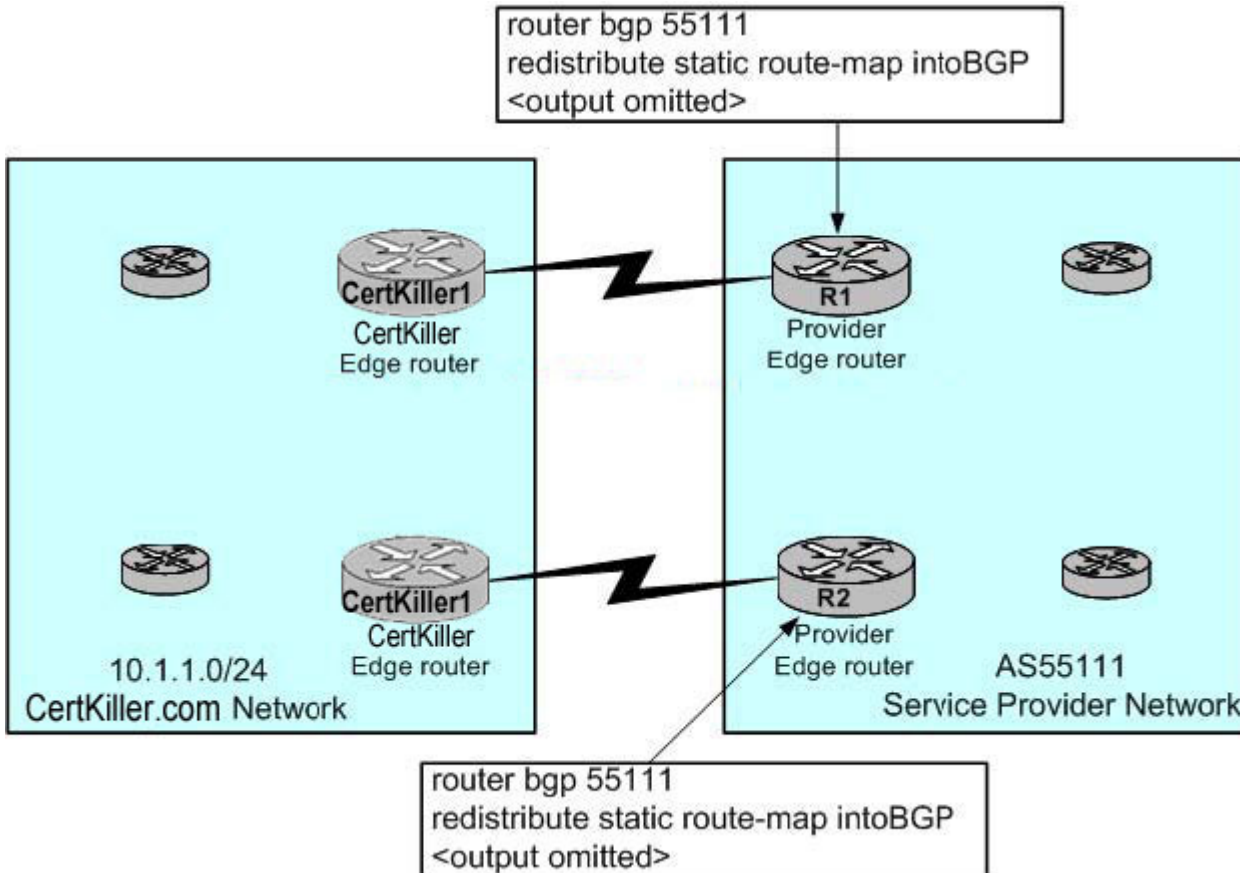 router bgp 55111
redistribute static route-map intoBGP
<output omitted>
CertKiller1
CertKiller
Edge router
R1
Provider
Edge router
CertKiller1
CertKiller
Edge router
R2
Provider
Edge router
10.1.1.0/24
CertKiller.com Network
AS55111
Service Provider Network
router bgp 55111
redistribute static route-map intoBGP
<output omitted>